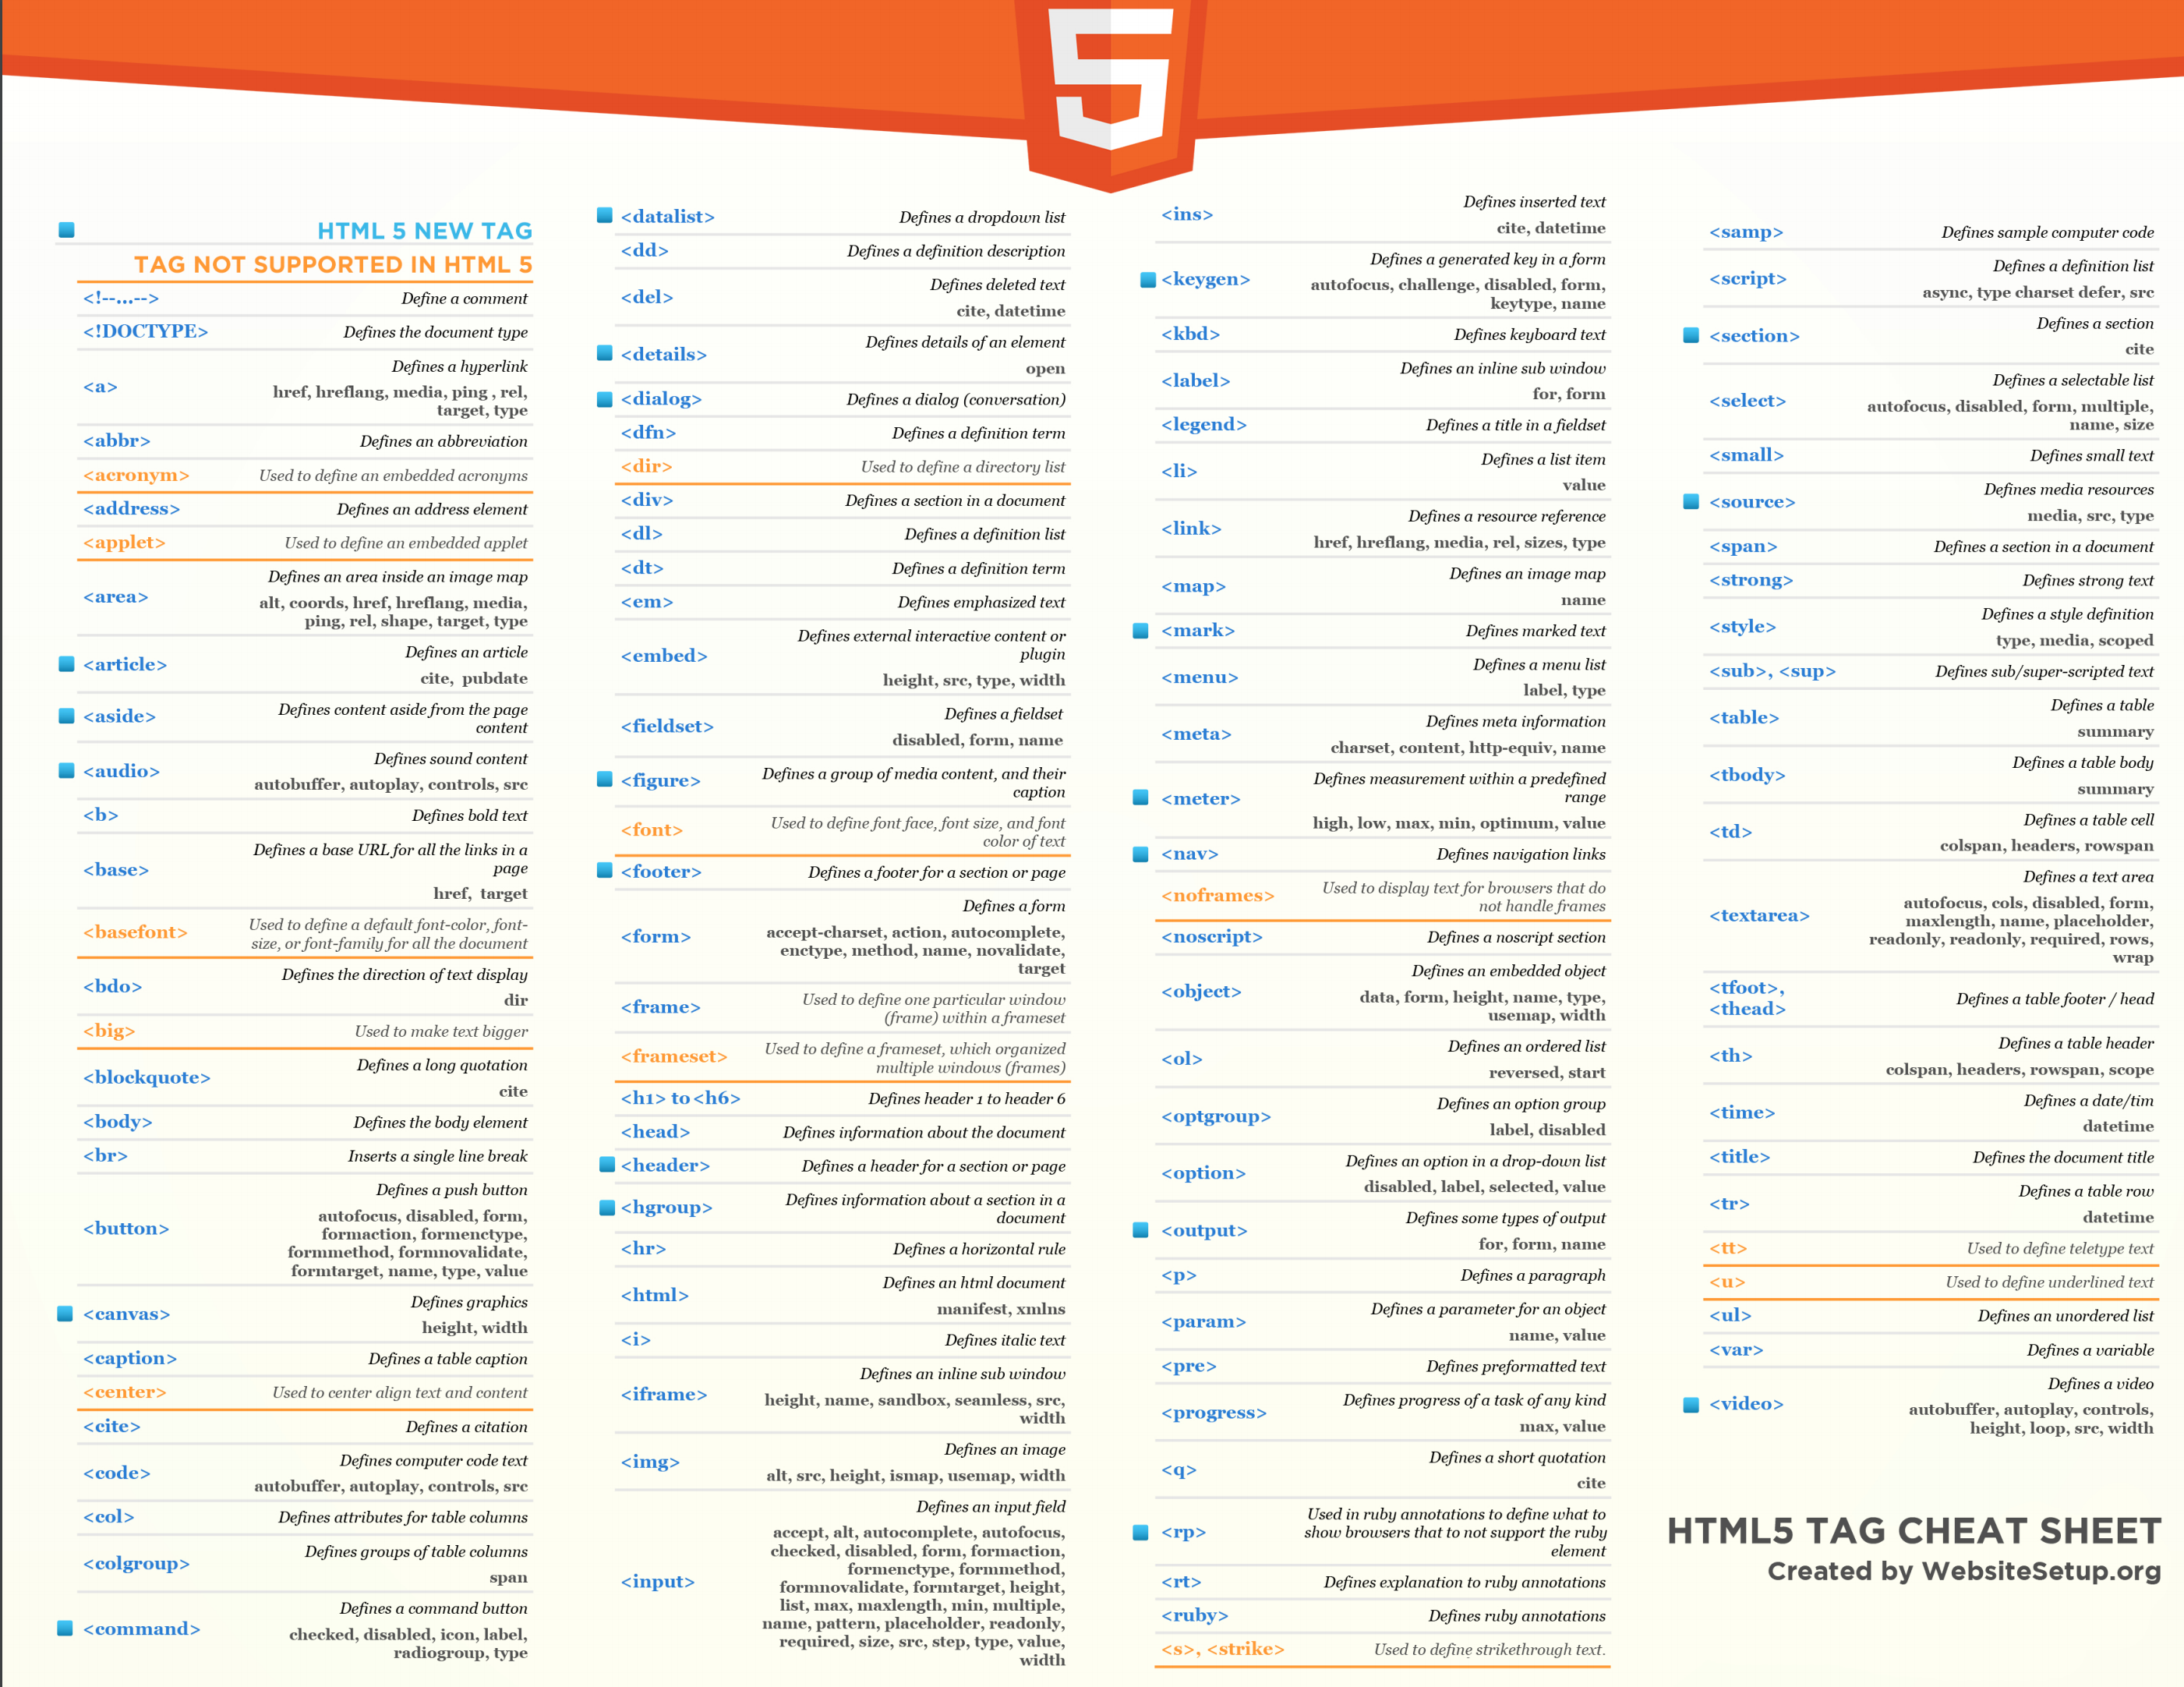 HTML 5 NEW TAG
TAG NOT SUPPORTED IN HTML 5
<!--...--> Define a comment
<!DOCTYPE> Defines the document type
<a> Defines a hyperlink
href, hreflang, media, ping , rel,
target, type
<abbr> Defines an abbreviation
<acronym> Used to define an embedded acronyms
<address> Defines an address element
<applet> Used to define an embedded applet
<area> Defines an area inside an image map
alt, coords, href, hreflang, media,
ping, rel, shape, target, type
<article> Defines an article
cite, pubdate
<aside> Defines content aside from the page
content
<audio> Defines sound content
autobuffer, autoplay, controls, src
<b> Defines bold text
<base> Defines a base URL for all the links in a
page
href, target
<basefont> Used to define a default font-color, font-
size, or font-family for all the document
<bdo> Defines the direction of text display
dir
<big> Used to make text bigger
<blockquote> Defines a long quotation
cite
<body> Defines the body element
<br> Inserts a single line break
<button> Defines a push button
autofocus, disabled, form,
formaction, formenctype,
formmethod, formnovalidate,
formtarget, name, type, value
<canvas> Defines graphics
height, width
<caption> Defines a table caption
<center> Used to center align text and content
<cite> Defines a citation
<code> Defines computer code text
autobuffer, autoplay, controls, src
<col> Defines attributes for table columns
<colgroup> Defines groups of table columns
span
<command> Defines a command button
checked, disabled, icon, label,
radiogroup, type
<datalist> Defines a dropdown list
<dd> Defines a definition description
<del> Defines deleted text
cite, datetime
<details> Defines details of an element
open
<dialog> Defines a dialog (conversation)
<dfn> Defines a definition term
<dir> Used to define a directory list
<div> Defines a section in a document
<dl> Defines a definition list
<dt> Defines a definition term
<em> Defines emphasized text
<embed> Defines external interactive content or
plugin
height, src, type, width
<fieldset> Defines a fieldset
disabled, form, name
<figure> Defines a group of media content, and their
caption
<font> Used to define font face, font size, and font
color of text
<footer> Defines a footer for a section or page
<form> Defines a form
accept-charset, action, autocomplete,
enctype, method, name, novalidate,
target
<frame> Used to define one particular window
(frame) within a frameset
<frameset> Used to define a frameset, which organized
multiple windows (frames)
<h1> to <h6> Defines header 1 to header 6
<head> Defines information about the document
<header> Defines a header for a section or page
<hgroup> Defines information about a section in a
document
<hr> Defines a horizontal rule
<html> Defines an html document
manifest, xmlns
<i> Defines italic text
<iframe> Defines an inline sub window
height, name, sandbox, seamless, src,
width
<img> Defines an image
alt, src, height, ismap, usemap, width
<input> Defines an input field
accept, alt, autocomplete, autofocus,
checked, disabled, form, formaction,
formenctype, formmethod,
formnovalidate, formtarget, height,
list, max, maxlength, min, multiple,
name, pattern, placeholder, readonly,
required, size, src, step, type, value,
width
<ins> Defines inserted text
cite, datetime
<keygen> Defines a generated key in a form
autofocus, challenge, disabled, form,
keytype, name
<kbd> Defines keyboard text
<label> Defines an inline sub window
for, form
<legend> Defines a title in a fieldset
<li> Defines a list item
value
<link> Defines a resource reference
href, hreflang, media, rel, sizes, type
<map> Defines an image map
name
<mark> Defines marked text
<menu> Defines a menu list
label, type
<meta> Defines meta information
charset, content, http-equiv, name
<meter> Defines measurement within a predefined
range
high, low, max, min, optimum, value
<nav> Defines navigation links
<noframes> Used to display text for browsers that do
not handle frames
<noscript> Defines a noscript section
<object> Defines an embedded object
data, form, height, name, type,
usemap, width
<ol> Defines an ordered list
reversed, start
<optgroup> Defines an option group
label, disabled
<option> Defines an option in a drop-down list
disabled, label, selected, value
<output> Defines some types of output
for, form, name
<p> Defines a paragraph
<param> Defines a parameter for an object
name, value
<pre> Defines preformatted text
<progress> Defines progress of a task of any kind
max, value
<q> Defines a short quotation
cite
<rp> Used in ruby annotations to define what to
show browsers that to not support the ruby
element
<rt> Defines explanation to ruby annotations
<ruby> Defines ruby annotations
<s>, <strike> Used to define strikethrough text.
<samp> Defines sample computer code
<script> Defines a definition list
async, type charset defer, src
<section> Defines a section
cite
<select> Defines a selectable list
autofocus, disabled, form, multiple,
name, size
<small> Defines small text
<source> Defines media resources
media, src, type
<span> Defines a section in a document
<strong> Defines strong text
<style> Defines a style definition
type, media, scoped
<sub>, <sup> Defines sub/super-scripted text
<table> Defines a table
summary
<tbody> Defines a table body
summary
<td> Defines a table cell
colspan, headers, rowspan
<textarea> Defines a text area
autofocus, cols, disabled, form,
maxlength, name, placeholder,
readonly, readonly, required, rows,
wrap
<tfoot>,
<thead> Defines a table footer / head
<th> Defines a table header
colspan, headers, rowspan, scope
<time> Defines a date/tim
datetime
<title> Defines the document title
<tr> Defines a table row
datetime
<tt> Used to define teletype text
<u> Used to define underlined text
<ul> Defines an unordered list
<var> Defines a variable
<video> Defines a video
autobuffer, autoplay, controls,
height, loop, src, width
HTML5 TAG CHEAT SHEET
Created by WebsiteSetup.org